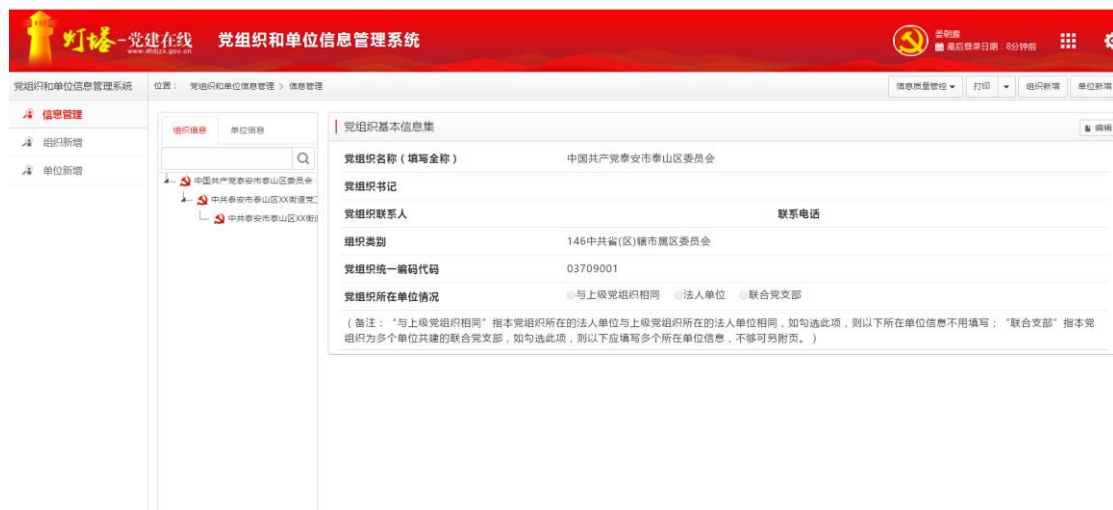 灯塔-党建在线
www.dtdjzx.gov.cn
党组织和单位信息管理系统
姜朝露
最后登录日期:8分钟前
党组织和单位信息管理系统
位置: 党组织和单位信息管理 > 信息管理
信息质量管控 打印 组织新增 单位新增
信息管理
组织新增
单位新增
组织信息 单位信息
中国共产党泰安市泰山区委员会
中共泰安市泰山区XX街道党工
中共泰安市泰山区XX街道
党组织基本信息集
编辑
党组织名称(填写全称) 中国共产党泰安市泰山区委员会
党组织书记
党组织联系人 联系电话
组织类别 146中共省(区)辖市属区委员会
党组织统一编码代码 03709001
党组织所在单位情况 与上级党组织相同 法人单位 联合党支部
(备注:“与上级党组织相同”指本党组织所在的法人单位与上级党组织所在的法人单位相同,如勾选此项,则以下所在单位信息不用填写;“联合支部”指本党
组织为多个单位共建的联合党支部,如勾选此项,则以下应填写多个所在单位信息,不够可另附页。)